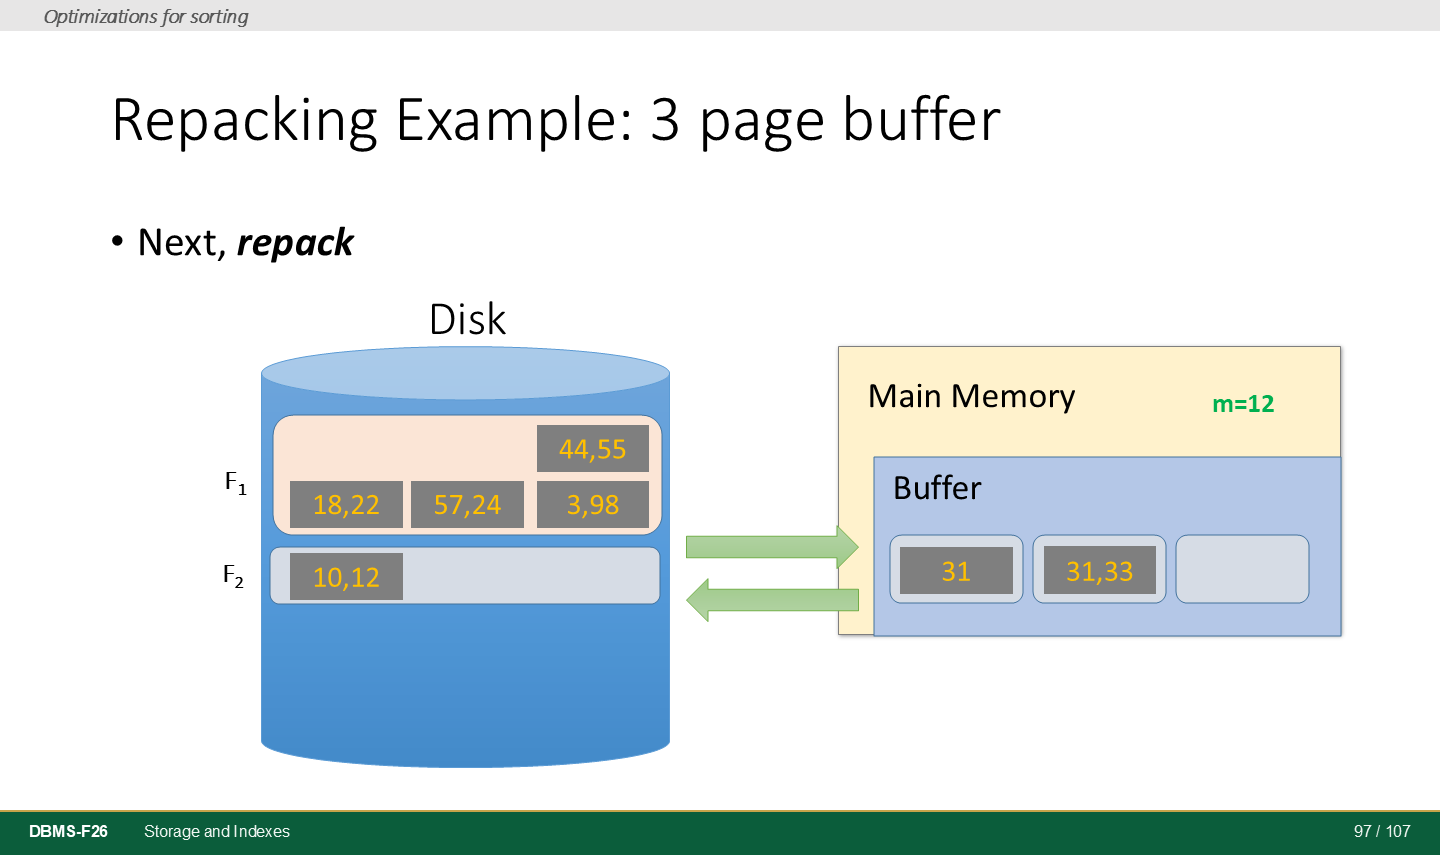 Optimizations for sorting
Repacking Example: 3 page buffer
• Next, repack
Disk
Main Memory
m=12
44,55
F1
18,22 57,24 3,98
Buffer
F2
10,12
31 31,33
DBMS-F26 Storage and Indexes 97 / 107